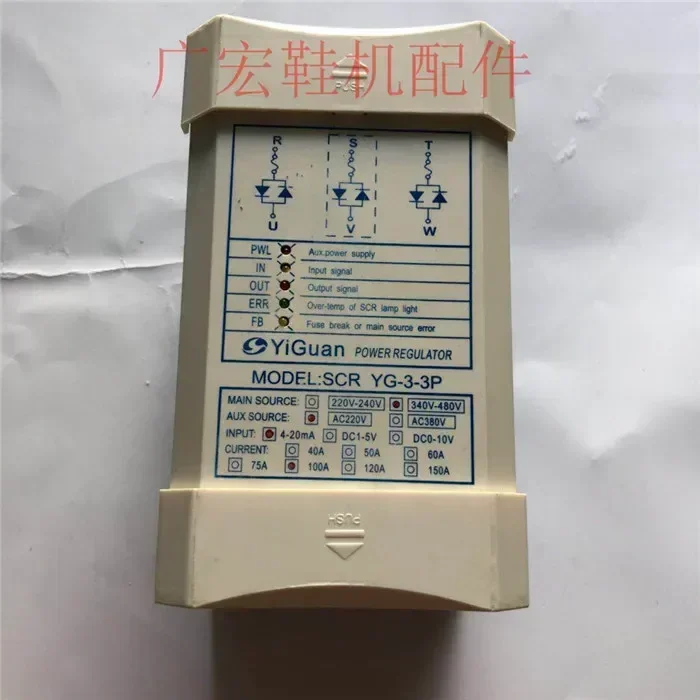 广宏鞋机配件
PUSH
R S T
U V W
PWL Aux.power supply
IN Input signal
OUT Output signal
ERR Over-temp of SCR lamp light
FB Fuse break or main source error
YiGuan POWER REGULATOR
MODEL:SCR YG-3-3P
MAIN SOURCE: 220V-240V 340V-480V
AUX SOURCE: AC220V AC380V
INPUT: 4-20mA DC1-5V DC0-10V
CURRENT: 40A 50A 60A
75A 100A 120A 150A
PUSH